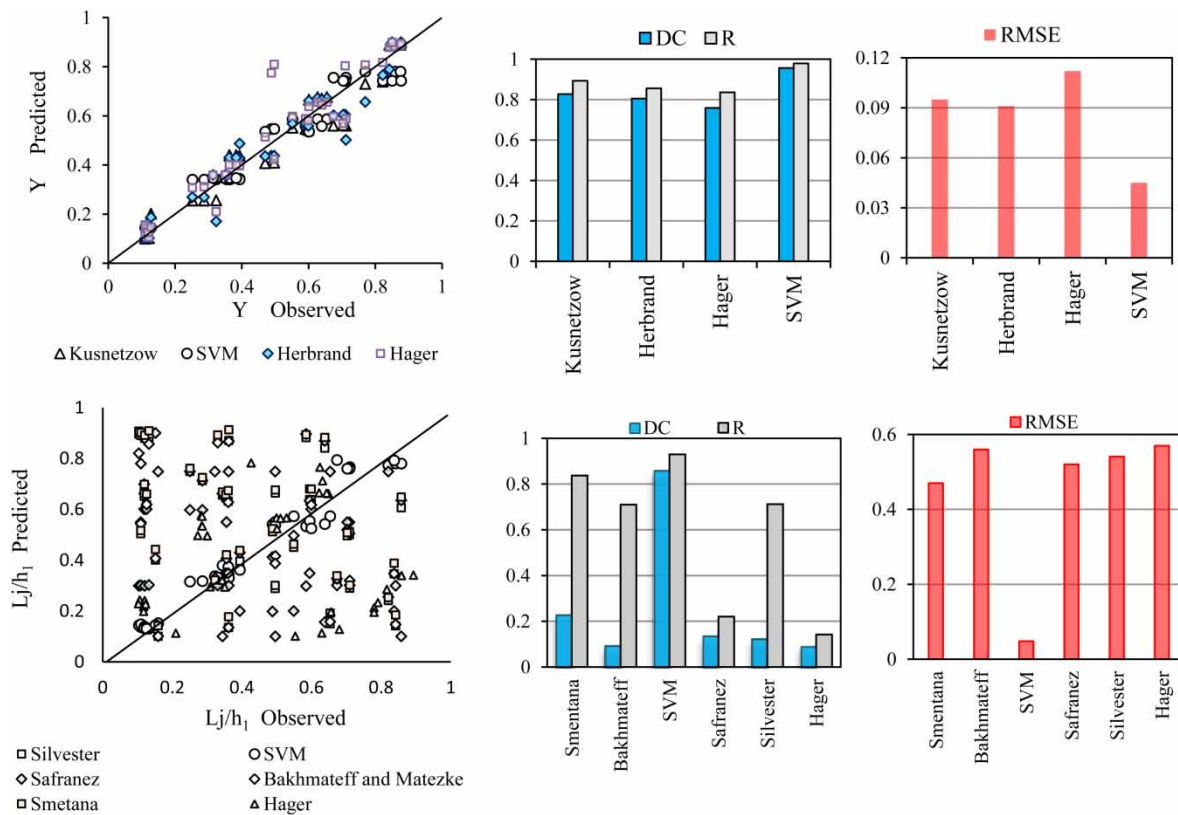 1
0.8
0.6
0.4
0.2
0
Y Predicted
0 0.2 0.4 0.6 0.8 1
Y Observed
Kusnetzow SVM Herbrand Hager
DC R
1
0.8
0.6
0.4
0.2
0
Kusnetzow
Herbrand
Hager
SVM
RMSE
0.12
0.09
0.06
0.03
0
Kusnetzow
Herbrand
Hager
SVM
1
0.8
0.6
0.4
0.2
0
Lj/h₁ Predicted
0 0.2 0.4 0.6 0.8 1
Lj/h₁ Observed
Silvester SVM
Safranez Bakhmateff and Matezke
Smetana Hager
DC R
1
0.8
0.6
0.4
0.2
0
Smentana
Bakhmateff
SVM
Safranez
Silvester
Hager
RMSE
0.6
0.4
0.2
0
Smentana
Bakhmateff
SVM
Safranez
Silvester
Hager